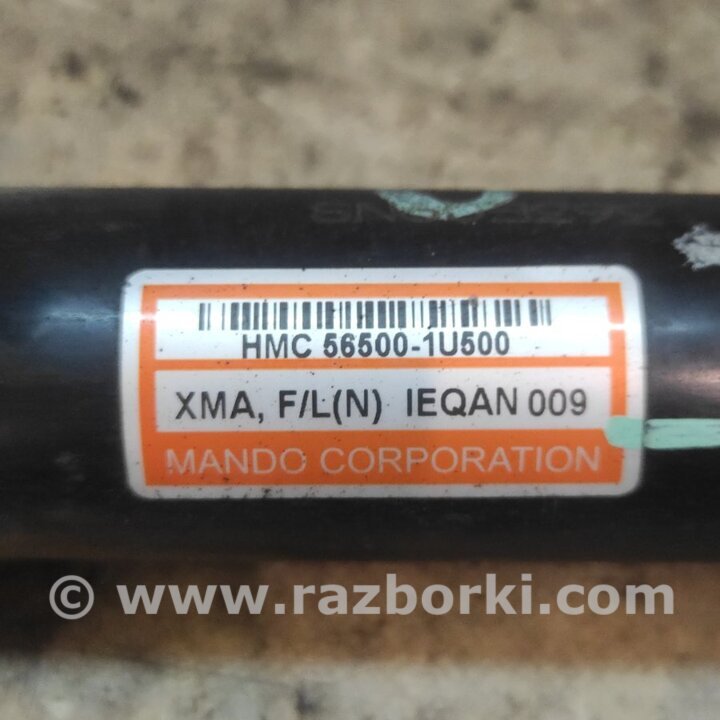 HMC 56500-1U500
XMA, F/L(N) IEQAN 009
MANDO CORPORATION
© www.razborki.com